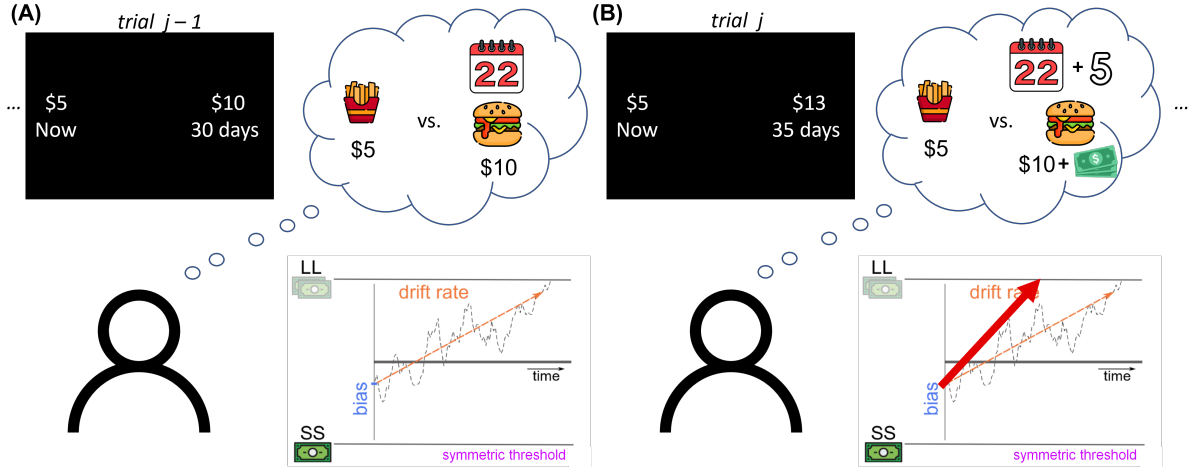 (A)
trial j – 1
...
$5
Now
$10
30 days
22
vs.
$5
$10
LL
drift rate
bias
time
SS
symmetric threshold
(B)
trial j
$5
Now
$13
35 days
22 + 5
vs.
$5
$10+
$
...
LL
drift rate
bias
time
SS
symmetric threshold